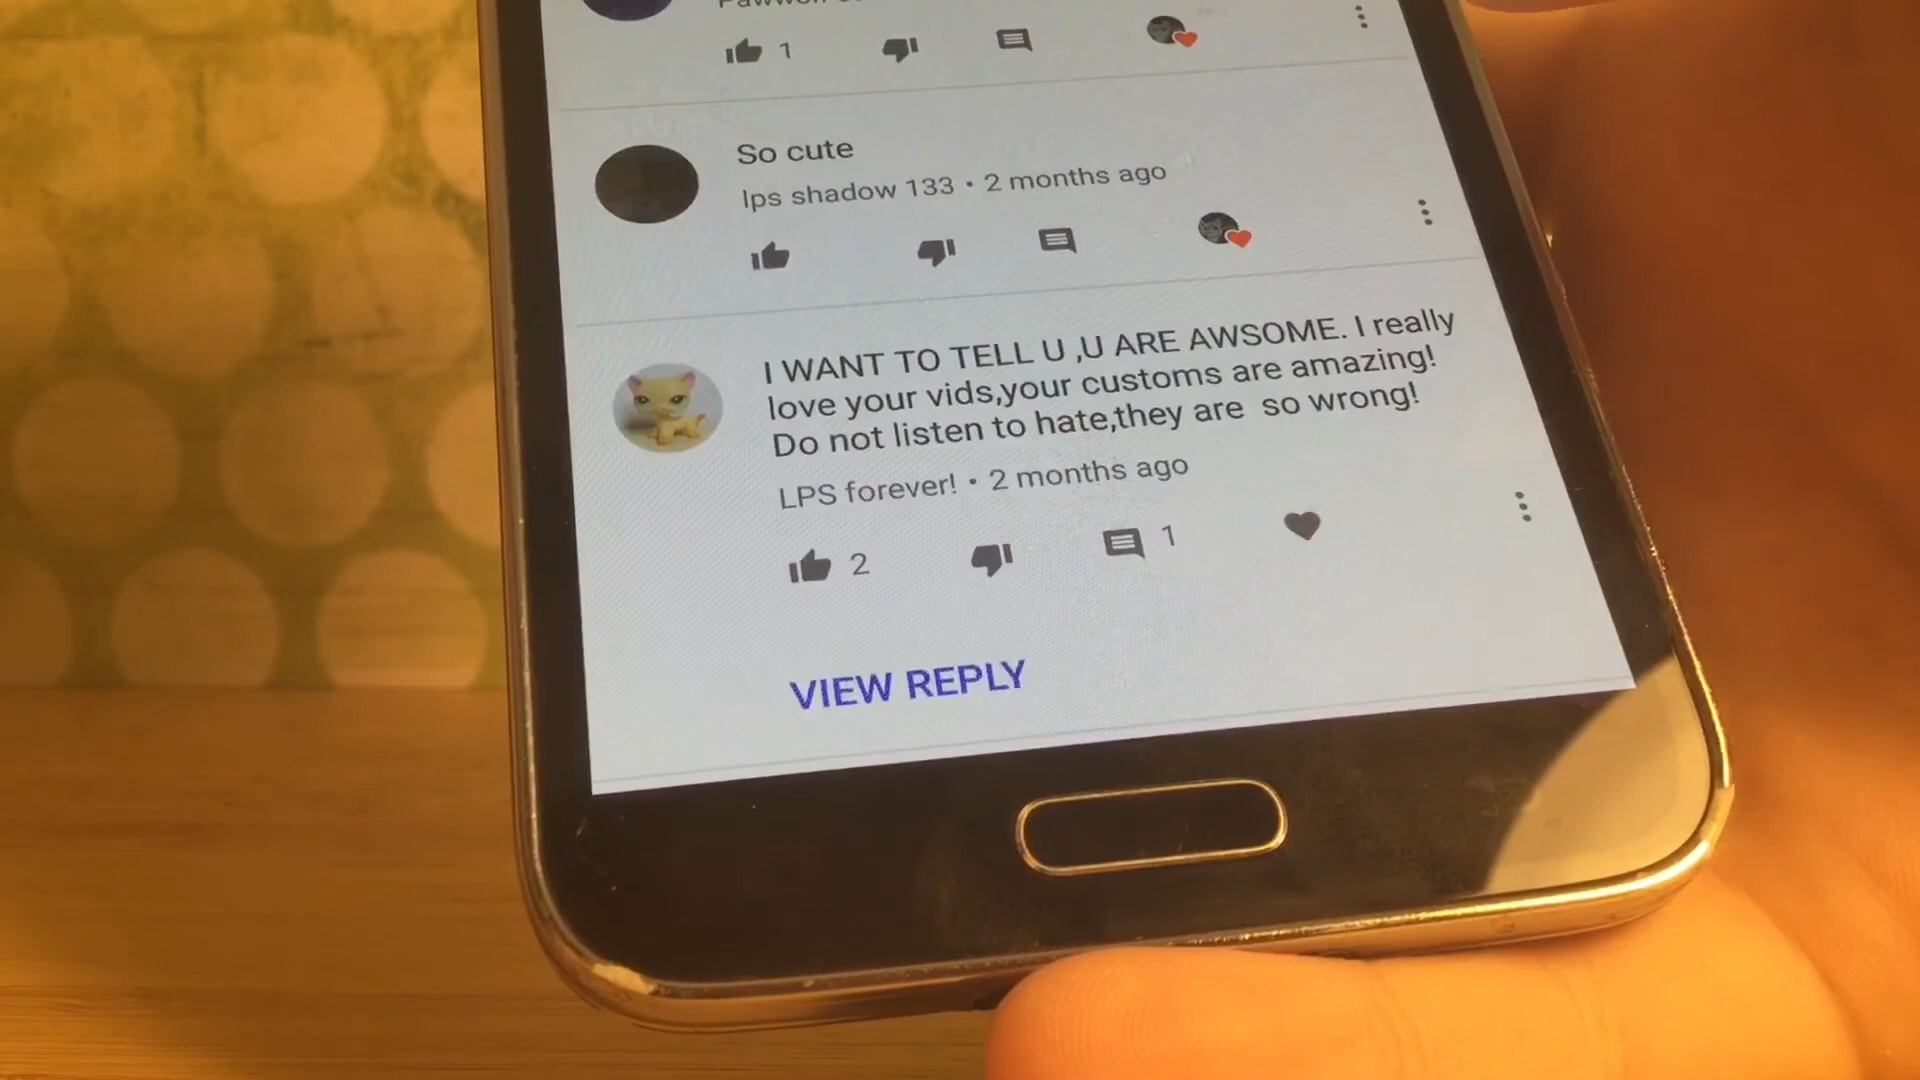 1
So cute
lps shadow 133 • 2 months ago
I WANT TO TELL U ,U ARE AWSOME. I really
love your vids,your customs are amazing!
Do not listen to hate,they are so wrong!
LPS forever! • 2 months ago
2
1
VIEW REPLY